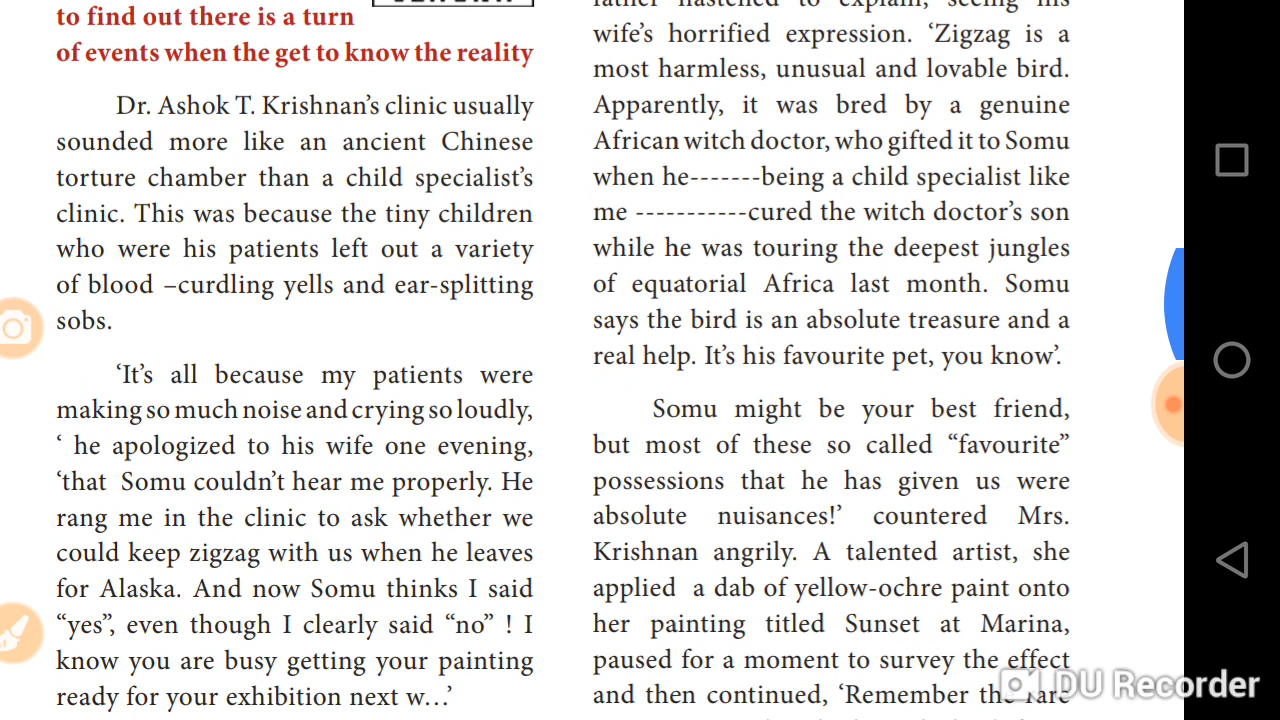 to find out there is a turn
of events when the get to know the reality
Dr. Ashok T. Krishnan's clinic usually
sounded more like an ancient Chinese
torture chamber than a child specialist's
clinic. This was because the tiny children
who were his patients left out a variety
of blood –curdling yells and ear-splitting
sobs.
‘It's all because my patients were
making so much noise and crying so loudly,
‘ he apologized to his wife one evening,
‘that Somu couldn't hear me properly. He
rang me in the clinic to ask whether we
could keep zigzag with us when he leaves
for Alaska. And now Somu thinks I said
“yes”, even though I clearly said “no” ! I
know you are busy getting your painting
ready for your exhibition next w…’
father hastened to explain, seeing his
wife's horrified expression. ‘Zigzag is a
most harmless, unusual and lovable bird.
Apparently, it was bred by a genuine
African witch doctor, who gifted it to Somu
when he-------being a child specialist like
me -----------cured the witch doctor's son
while he was touring the deepest jungles
of equatorial Africa last month. Somu
says the bird is an absolute treasure and a
real help. It's his favourite pet, you know’.
Somu might be your best friend,
but most of these so called “favourite”
possessions that he has given us were
absolute nuisances!’ countered Mrs.
Krishnan angrily. A talented artist, she
applied a dab of yellow-ochre paint onto
her painting titled Sunset at Marina,
paused for a moment to survey the effect
and then continued, ‘Remember the rare
DU Recorder